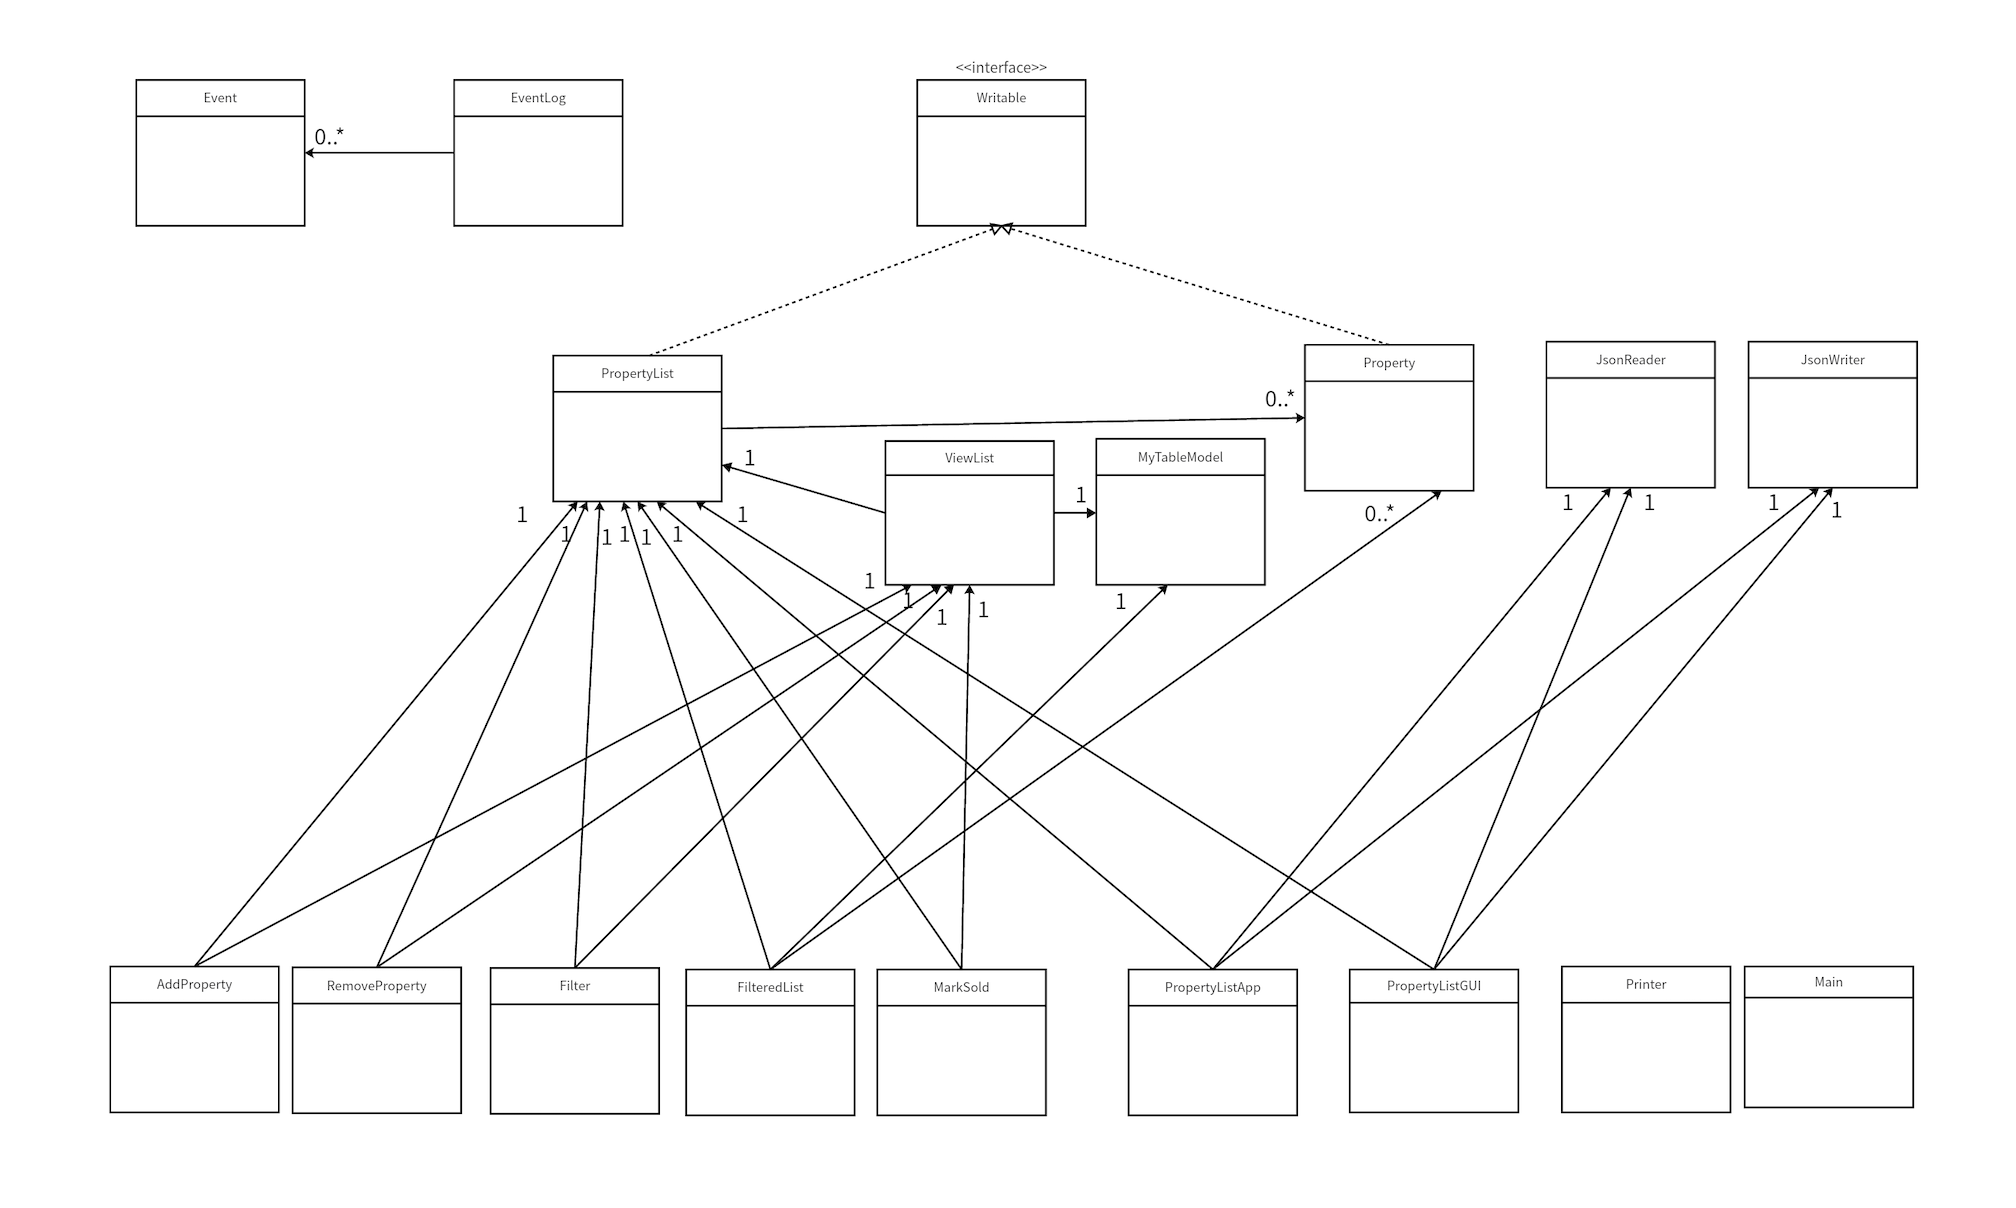 <<interface>>
Event
EventLog
Writable
0..*
PropertyList
Property
JsonReader
JsonWriter
0..*
ViewList
MyTableModel
1
1
1
1
1
1
0..*
1
1
1
1
1
1
1
1
1
1
1
1
1
1
AddProperty
RemoveProperty
Filter
FilteredList
MarkSold
PropertyListApp
PropertyListGUI
Printer
Main